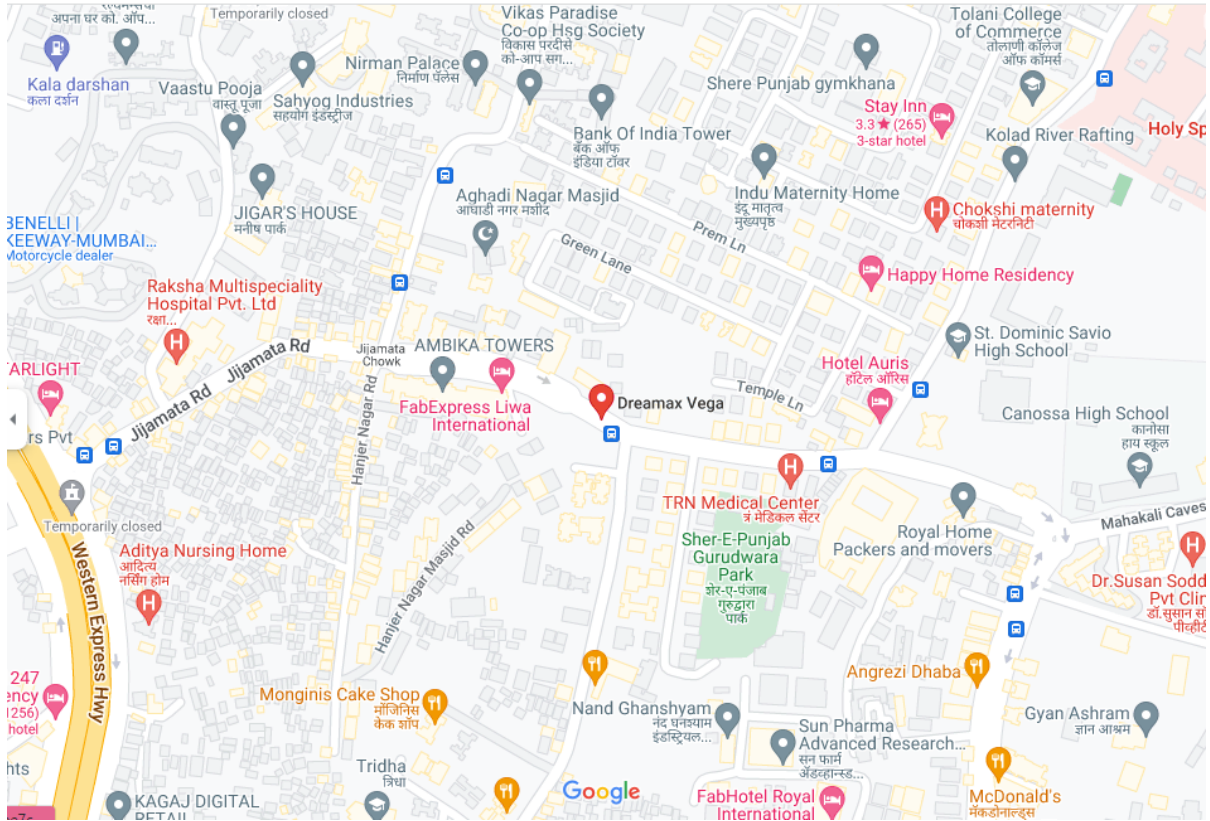 अपना घर को. ऑप...
Temporarily closed
Kala darshan
कला दर्शन
Vaastu Pooja
वास्तू पूजा
Sahyog Industries
सहयोग इंडस्ट्रीज
Nirman Palace
निर्माण पॅलेस
Vikas Paradise
Co-op Hsg Society
विकास परदीसे
को-आप सग...
Bank Of India Tower
बँक ऑफ
इंडिया टॉवर
Shere Punjab gymkhana
Tolani College
of Commerce
तोलाणी कॉलेज
ऑफ कॉमर्स
Stay Inn
3.3★(265)
3-star hotel
Kolad River Rafting
Holy Sp
JIGAR'S HOUSE
मनीष पार्क
Aghadi Nagar Masjid
आघाडी नगर मशीद
Indu Maternity Home
इंदू मातृत्व
मुख्यपृष्ठ
Chokshi maternity
चोकशी मेटरनिटी
BENELLI |
KEEWAY-MUMBAI...
Motorcycle dealer
Green Lane
Prem Ln
Happy Home Residency
Raksha Multispeciality
Hospital Pvt. Ltd
रक्षा...
St. Dominic Savio
High School
Jijamata Rd
Jijamata
Chowk
AMBIKA TOWERS
TARLIGHT
Hotel Auris
हॉटेल ऑरिस
Temple Ln
FabExpress Liwa
International
Dreamax Vega
Jijamata Rd
Hanjer Nagar Rd
Canossa High School
कानोसा
हाय स्कूल
rs Pvt
TRN Medical Center
त्रं मेडिकल सेंटर
Temporarily closed
Royal Home
Packers and movers
Mahakali Caves
Sher-E-Punjab
Gurudwara
Park
शेर-ए-पंजाब
गुरुद्वारा
पार्क
Aditya Nursing Home
आदित्य
नर्सिंग होम
Western Express Hwy
Hanjer Nagar Masjid Rd
Dr.Susan Sodd
Pvt Clin
डॉ.सुसान सो
पीव्हीटी
Angrezi Dhaba
247
ency
1256)
hotel
Monginis Cake Shop
मॉंजिनिस
केक शॉप
Nand Ghanshyam
नंद घनश्याम
इंडस्ट्रियल...
Sun Pharma
Advanced Research...
सन फार्म
ॲडव्हान्स्ड...
Gyan Ashram
ज्ञान आश्रम
Tridha
त्रिधा
ghts
Google
KAGAJ DIGITAL
RETAIL
FabHotel Royal
International
McDonald's
मॅकडोनाल्ड्स